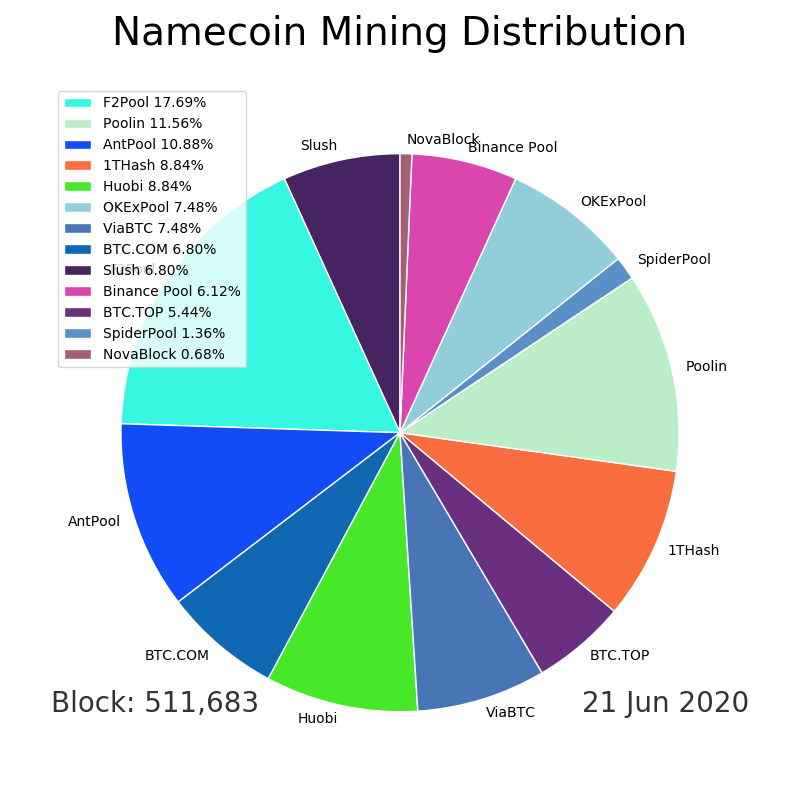 Namecoin Mining Distribution
F2Pool 17.69%
Poolin 11.56%
AntPool 10.88%
1THash 8.84%
Huobi 8.84%
OKExPool 7.48%
ViaBTC 7.48%
BTC.COM 6.80%
Slush 6.80%
Binance Pool 6.12%
BTC.TOP 5.44%
SpiderPool 1.36%
NovaBlock 0.68%
Slush
NovaBlock
Binance Pool
OKExPool
SpiderPool
F2Pool
Poolin
AntPool
1THash
BTC.COM
BTC.TOP
Huobi
ViaBTC
Block: 511,683
21 Jun 2020